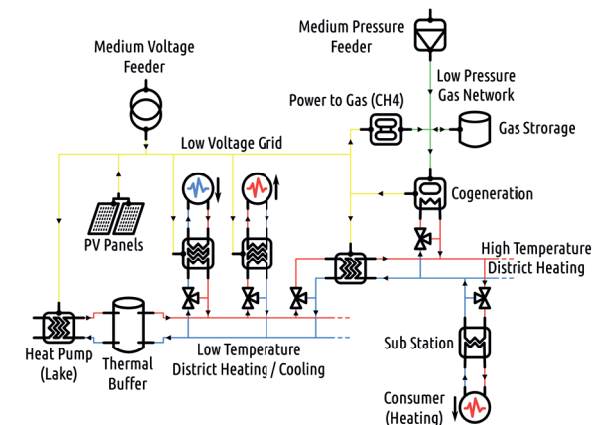 Medium Pressure
Feeder
Medium Voltage
Feeder
Low Pressure
Gas Network
Power to Gas (CH4)
Gas Strorage
Low Voltage Grid
Cogeneration
PV Panels
High Temperature
District Heating
Heat Pump
(Lake)
Thermal
Buffer
Low Temperature
District Heating / Cooling
Sub Station
Consumer
(Heating)